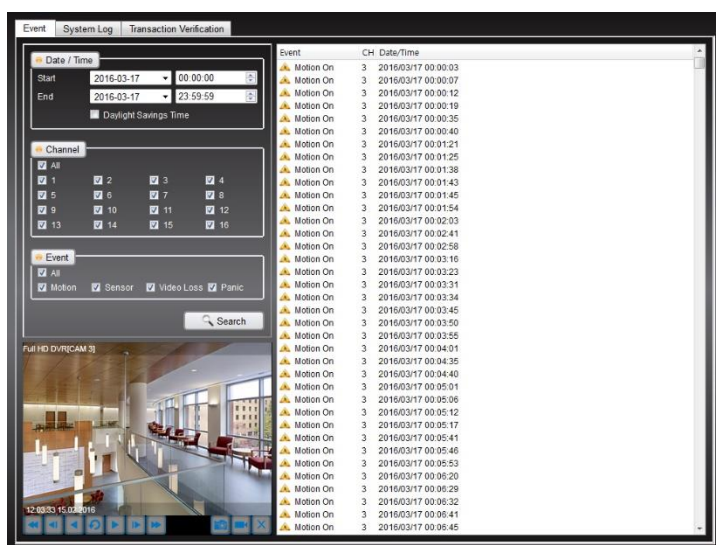 Event System Log Transaction Verification
Date / Time
Start 2016-03-17 00:00:00
End 2016-03-17 23:59:59
Daylight Savings Time
Channel
All
1 2 3 4
5 6 7 8
9 10 11 12
13 14 15 16
Event
All
Motion Sensor Video Loss Panic
Search
Full HD DVR[CAM 3]
12:03:33 15.03.2016
Event CH Date/Time
Motion On 3 2016/03/17 00:00:03
Motion On 3 2016/03/17 00:00:07
Motion On 3 2016/03/17 00:00:12
Motion On 3 2016/03/17 00:00:19
Motion On 3 2016/03/17 00:00:35
Motion On 3 2016/03/17 00:00:40
Motion On 3 2016/03/17 00:01:21
Motion On 3 2016/03/17 00:01:25
Motion On 3 2016/03/17 00:01:38
Motion On 3 2016/03/17 00:01:43
Motion On 3 2016/03/17 00:01:45
Motion On 3 2016/03/17 00:01:54
Motion On 3 2016/03/17 00:02:03
Motion On 3 2016/03/17 00:02:41
Motion On 3 2016/03/17 00:02:58
Motion On 3 2016/03/17 00:03:16
Motion On 3 2016/03/17 00:03:23
Motion On 3 2016/03/17 00:03:31
Motion On 3 2016/03/17 00:03:34
Motion On 3 2016/03/17 00:03:45
Motion On 3 2016/03/17 00:03:50
Motion On 3 2016/03/17 00:03:55
Motion On 3 2016/03/17 00:04:01
Motion On 3 2016/03/17 00:04:35
Motion On 3 2016/03/17 00:04:40
Motion On 3 2016/03/17 00:05:01
Motion On 3 2016/03/17 00:05:06
Motion On 3 2016/03/17 00:05:12
Motion On 3 2016/03/17 00:05:17
Motion On 3 2016/03/17 00:05:41
Motion On 3 2016/03/17 00:05:46
Motion On 3 2016/03/17 00:05:53
Motion On 3 2016/03/17 00:06:20
Motion On 3 2016/03/17 00:06:29
Motion On 3 2016/03/17 00:06:32
Motion On 3 2016/03/17 00:06:41
Motion On 3 2016/03/17 00:06:45